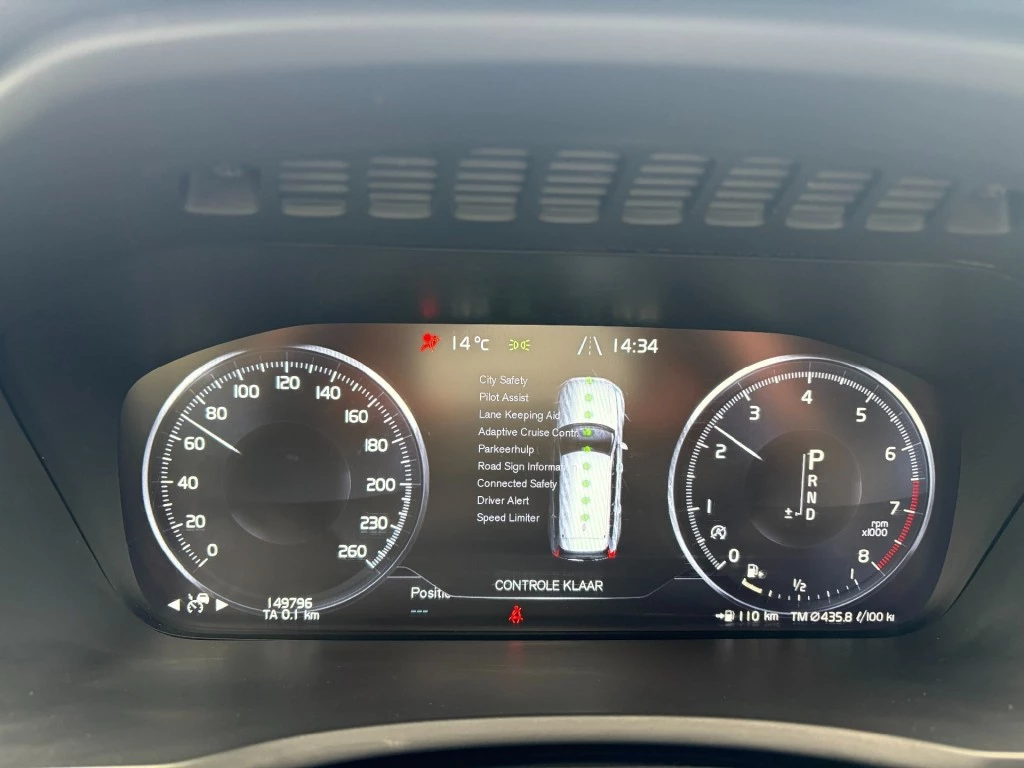 14 °C
14:34
0
20
40
60
80
100
120
140
160
180
200
230
260
City Safety
Pilot Assist
Lane Keeping Aid
Adaptive Cruise Contr
Parkeerhulp
Road Sign Informa
Connected Safety
Driver Alert
Speed Limiter
0
1
2
3
4
5
6
7
8
P
R
N
± D
rpm
x1000
½
1
CONTROLE KLAAR
Positie
---
149796
TA 0.1 km
110 km
TM Ø435.8 ℓ/100 k